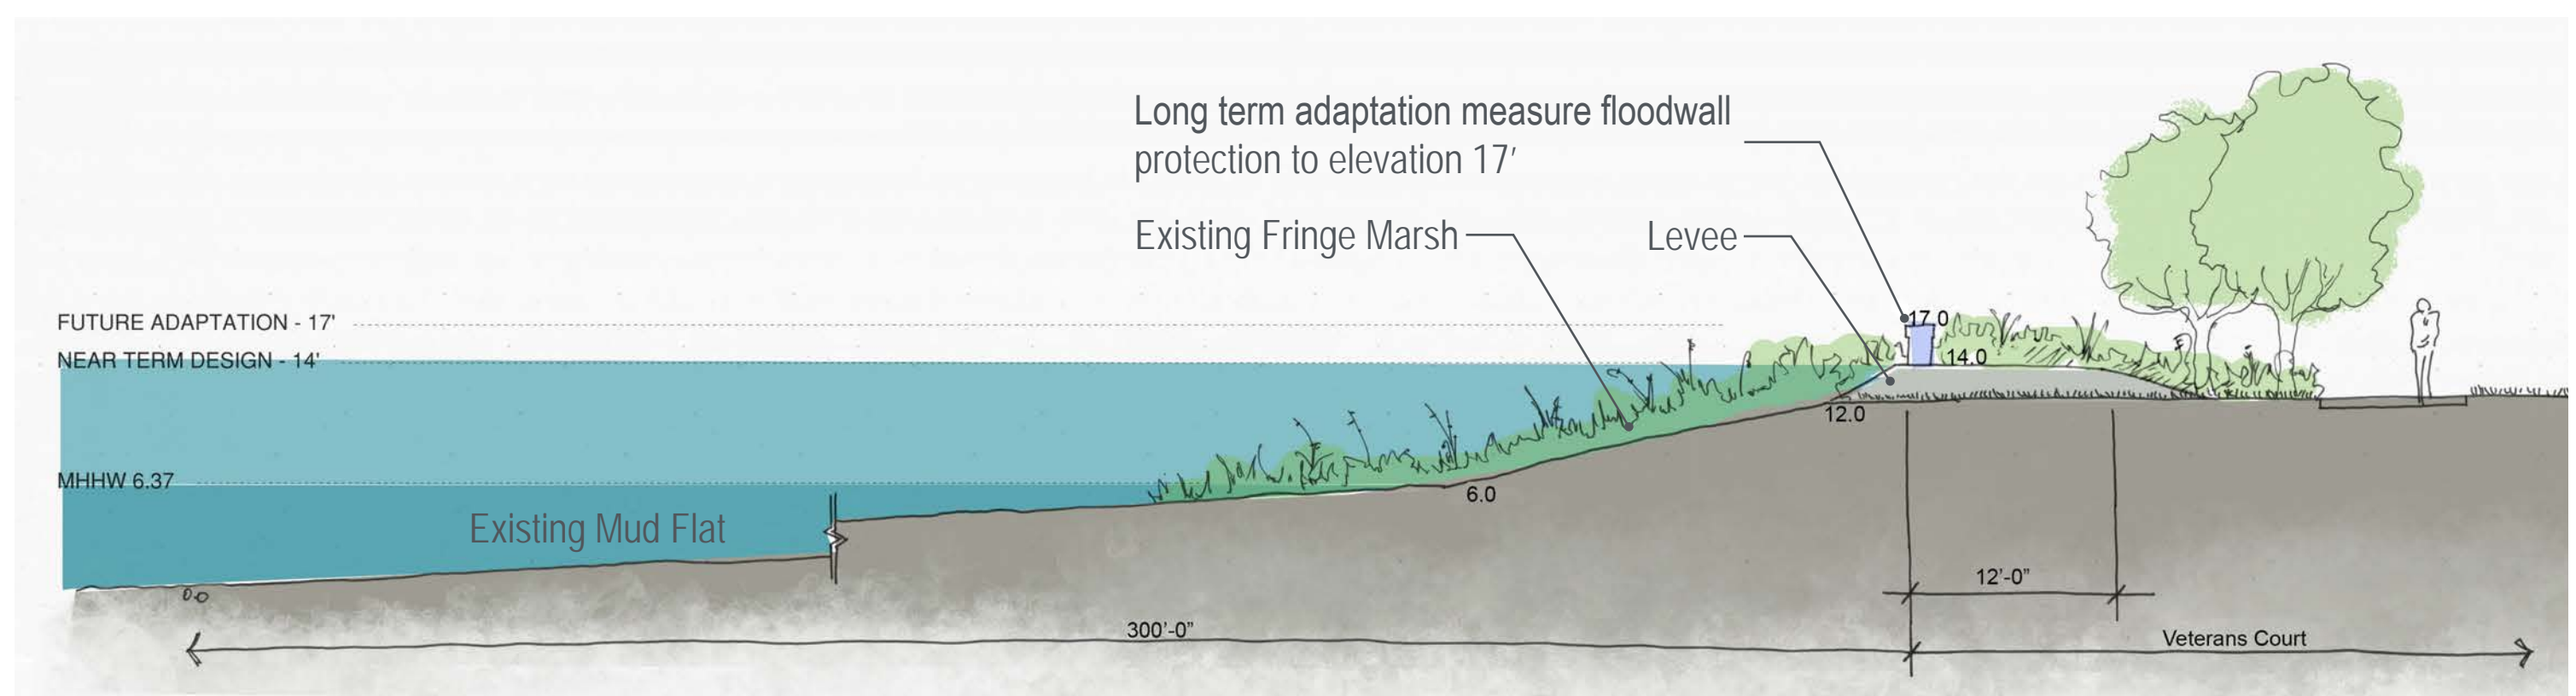 Long term adaptation measure floodwall
protection to elevation 17'
Existing Fringe Marsh
Levee
FUTURE ADAPTATION - 17'
17.0
NEAR TERM DESIGN - 14'
14.0
12.0
MHHW 6.37
6.0
Existing Mud Flat
12'-0"
0.0
300'-0"
Veterans Court